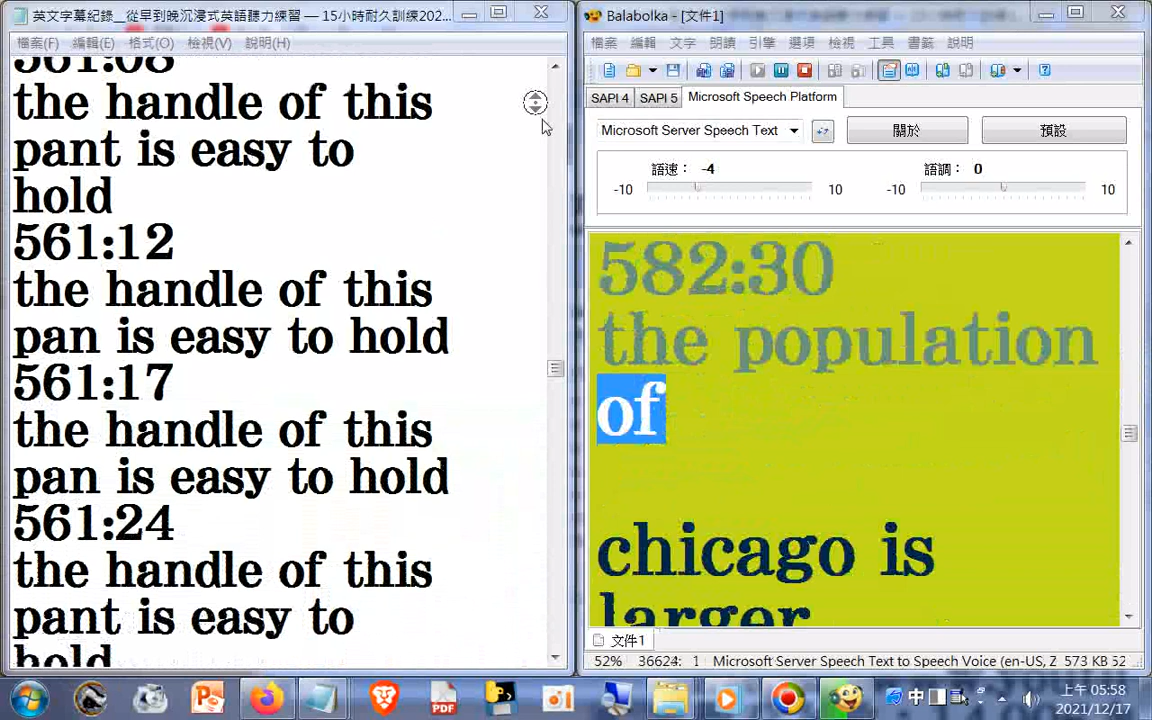 英文字幕紀錄__從早到晚沉浸式英語聽力練習 — 15小時耐久訓練202...
檔案(F) 編輯(E) 格式(O) 檢視(V) 說明(H)
561:08
the handle of this
pant is easy to
hold
561:12
the handle of this
pan is easy to hold
561:17
the handle of this
pan is easy to hold
561:24
the handle of this
pant is easy to
hold
Balabolka - [文件1]
檔案 編輯 文字 朗讀 引擎 選項 檢視 工具 書籤 說明
SAPI 4 SAPI 5 Microsoft Speech Platform
Microsoft Server Speech Text 關於 預設
語速： -4 語調： 0
-10 10 -10 10
582:30
the population
of
chicago is
larger
文件1
52% 36624: 1 Microsoft Server Speech Text to Speech Voice (en-US, Z 573 KB 52
PDF 中 上午 05:58
2021/12/17